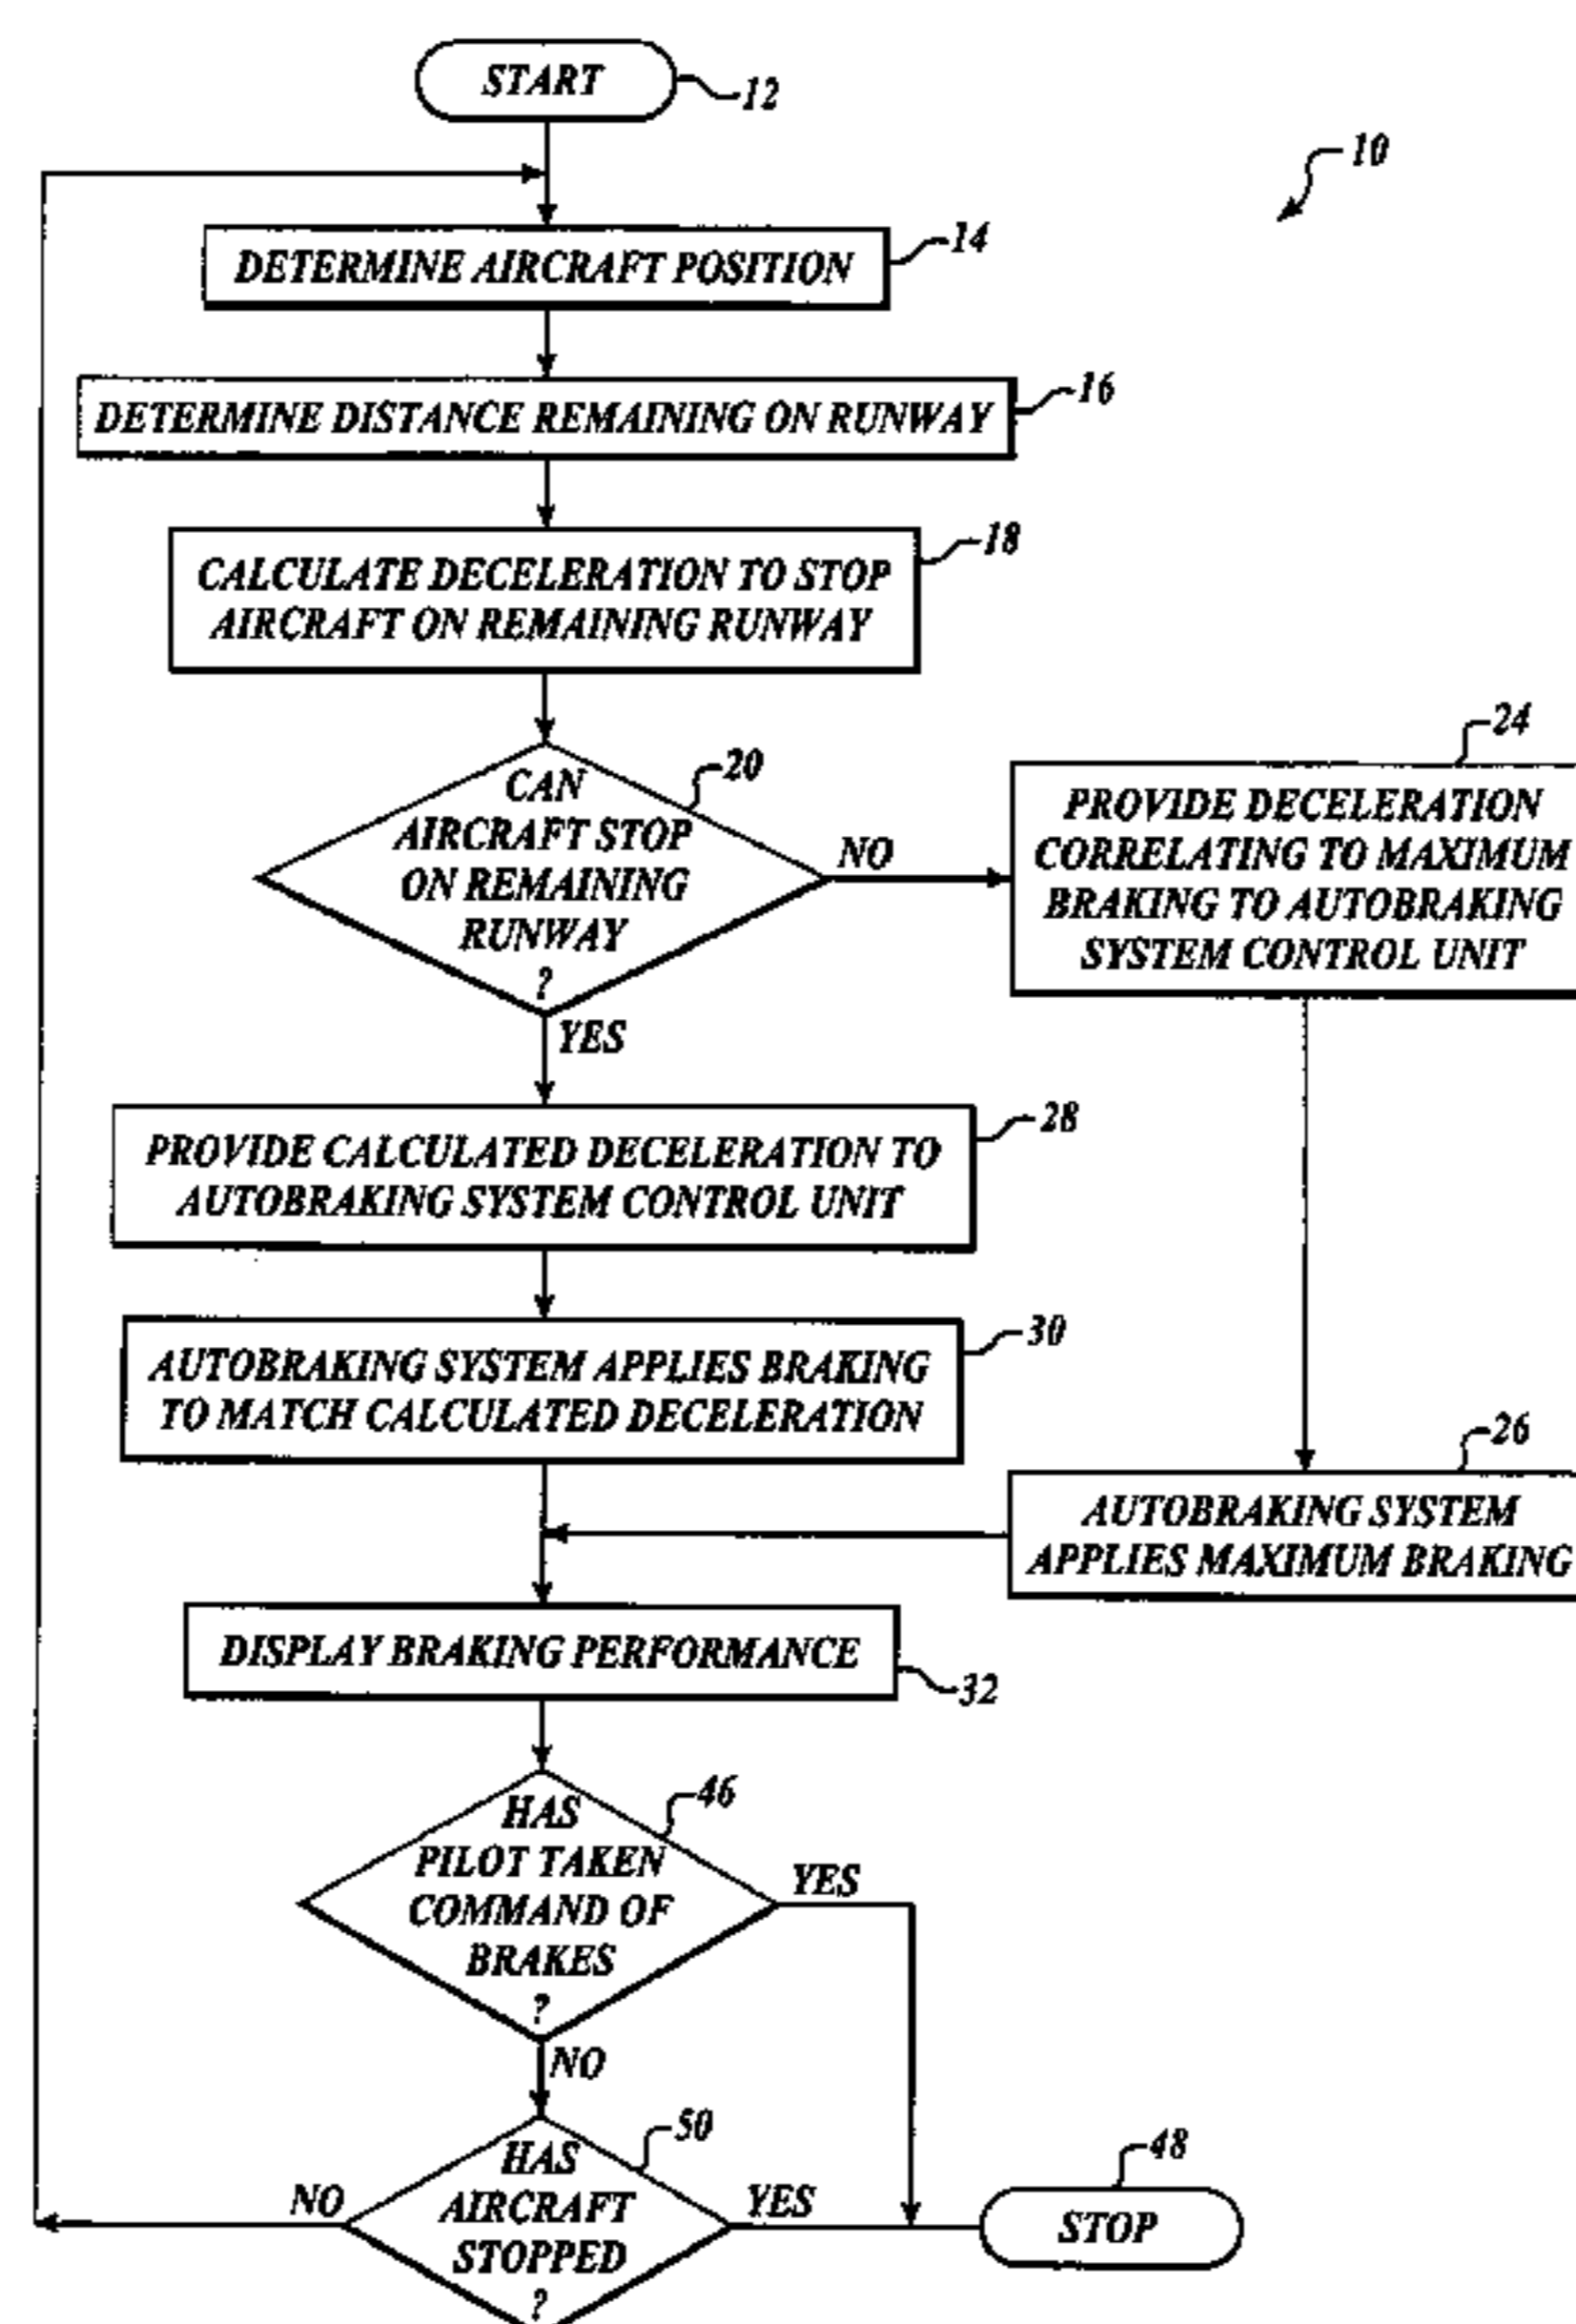 START
12
10
14
DETERMINE AIRCRAFT POSITION
16
DETERMINE DISTANCE REMAINING ON RUNWAY
18
CALCULATE DECELERATION TO STOP
AIRCRAFT ON REMAINING RUNWAY
20
CAN
AIRCRAFT STOP
ON REMAINING
RUNWAY
?
NO
YES
24
PROVIDE DECELERATION
CORRELATING TO MAXIMUM
BRAKING TO AUTOBRAKING
SYSTEM CONTROL UNIT
28
PROVIDE CALCULATED DECELERATION TO
AUTOBRAKING SYSTEM CONTROL UNIT
30
AUTOBRAKING SYSTEM APPLIES BRAKING
TO MATCH CALCULATED DECELERATION
26
AUTOBRAKING SYSTEM
APPLIES MAXIMUM BRAKING
DISPLAY BRAKING PERFORMANCE
32
46
HAS
PILOT TAKEN
COMMAND OF
BRAKES
?
YES
NO
50
HAS
AIRCRAFT
STOPPED
?
NO
YES
48
STOP